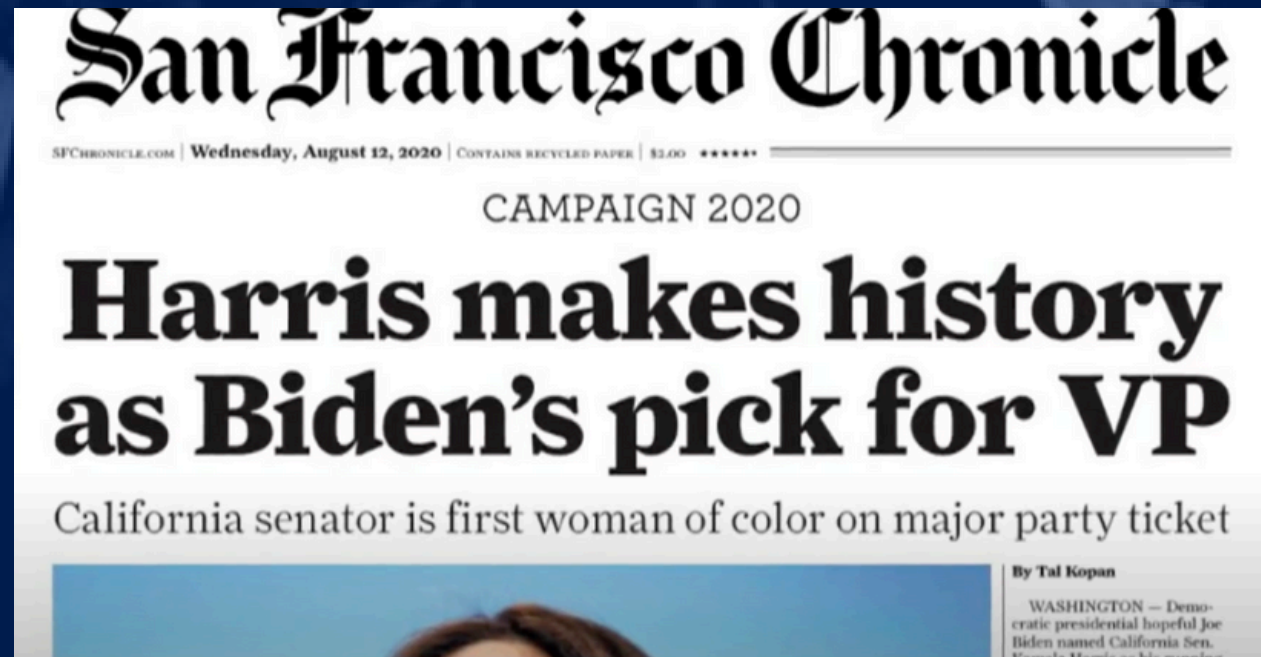 San Francisco Chronicle
SFCHRONICLE.COM | Wednesday, August 12, 2020 | CONTAINS RECYCLED PAPER | $3.00 ★★★★★★
CAMPAIGN 2020
Harris makes history
as Biden’s pick for VP
California senator is first woman of color on major party ticket
By Tal Kopan
WASHINGTON — Demo-
cratic presidential hopeful Joe
Biden named California Sen.